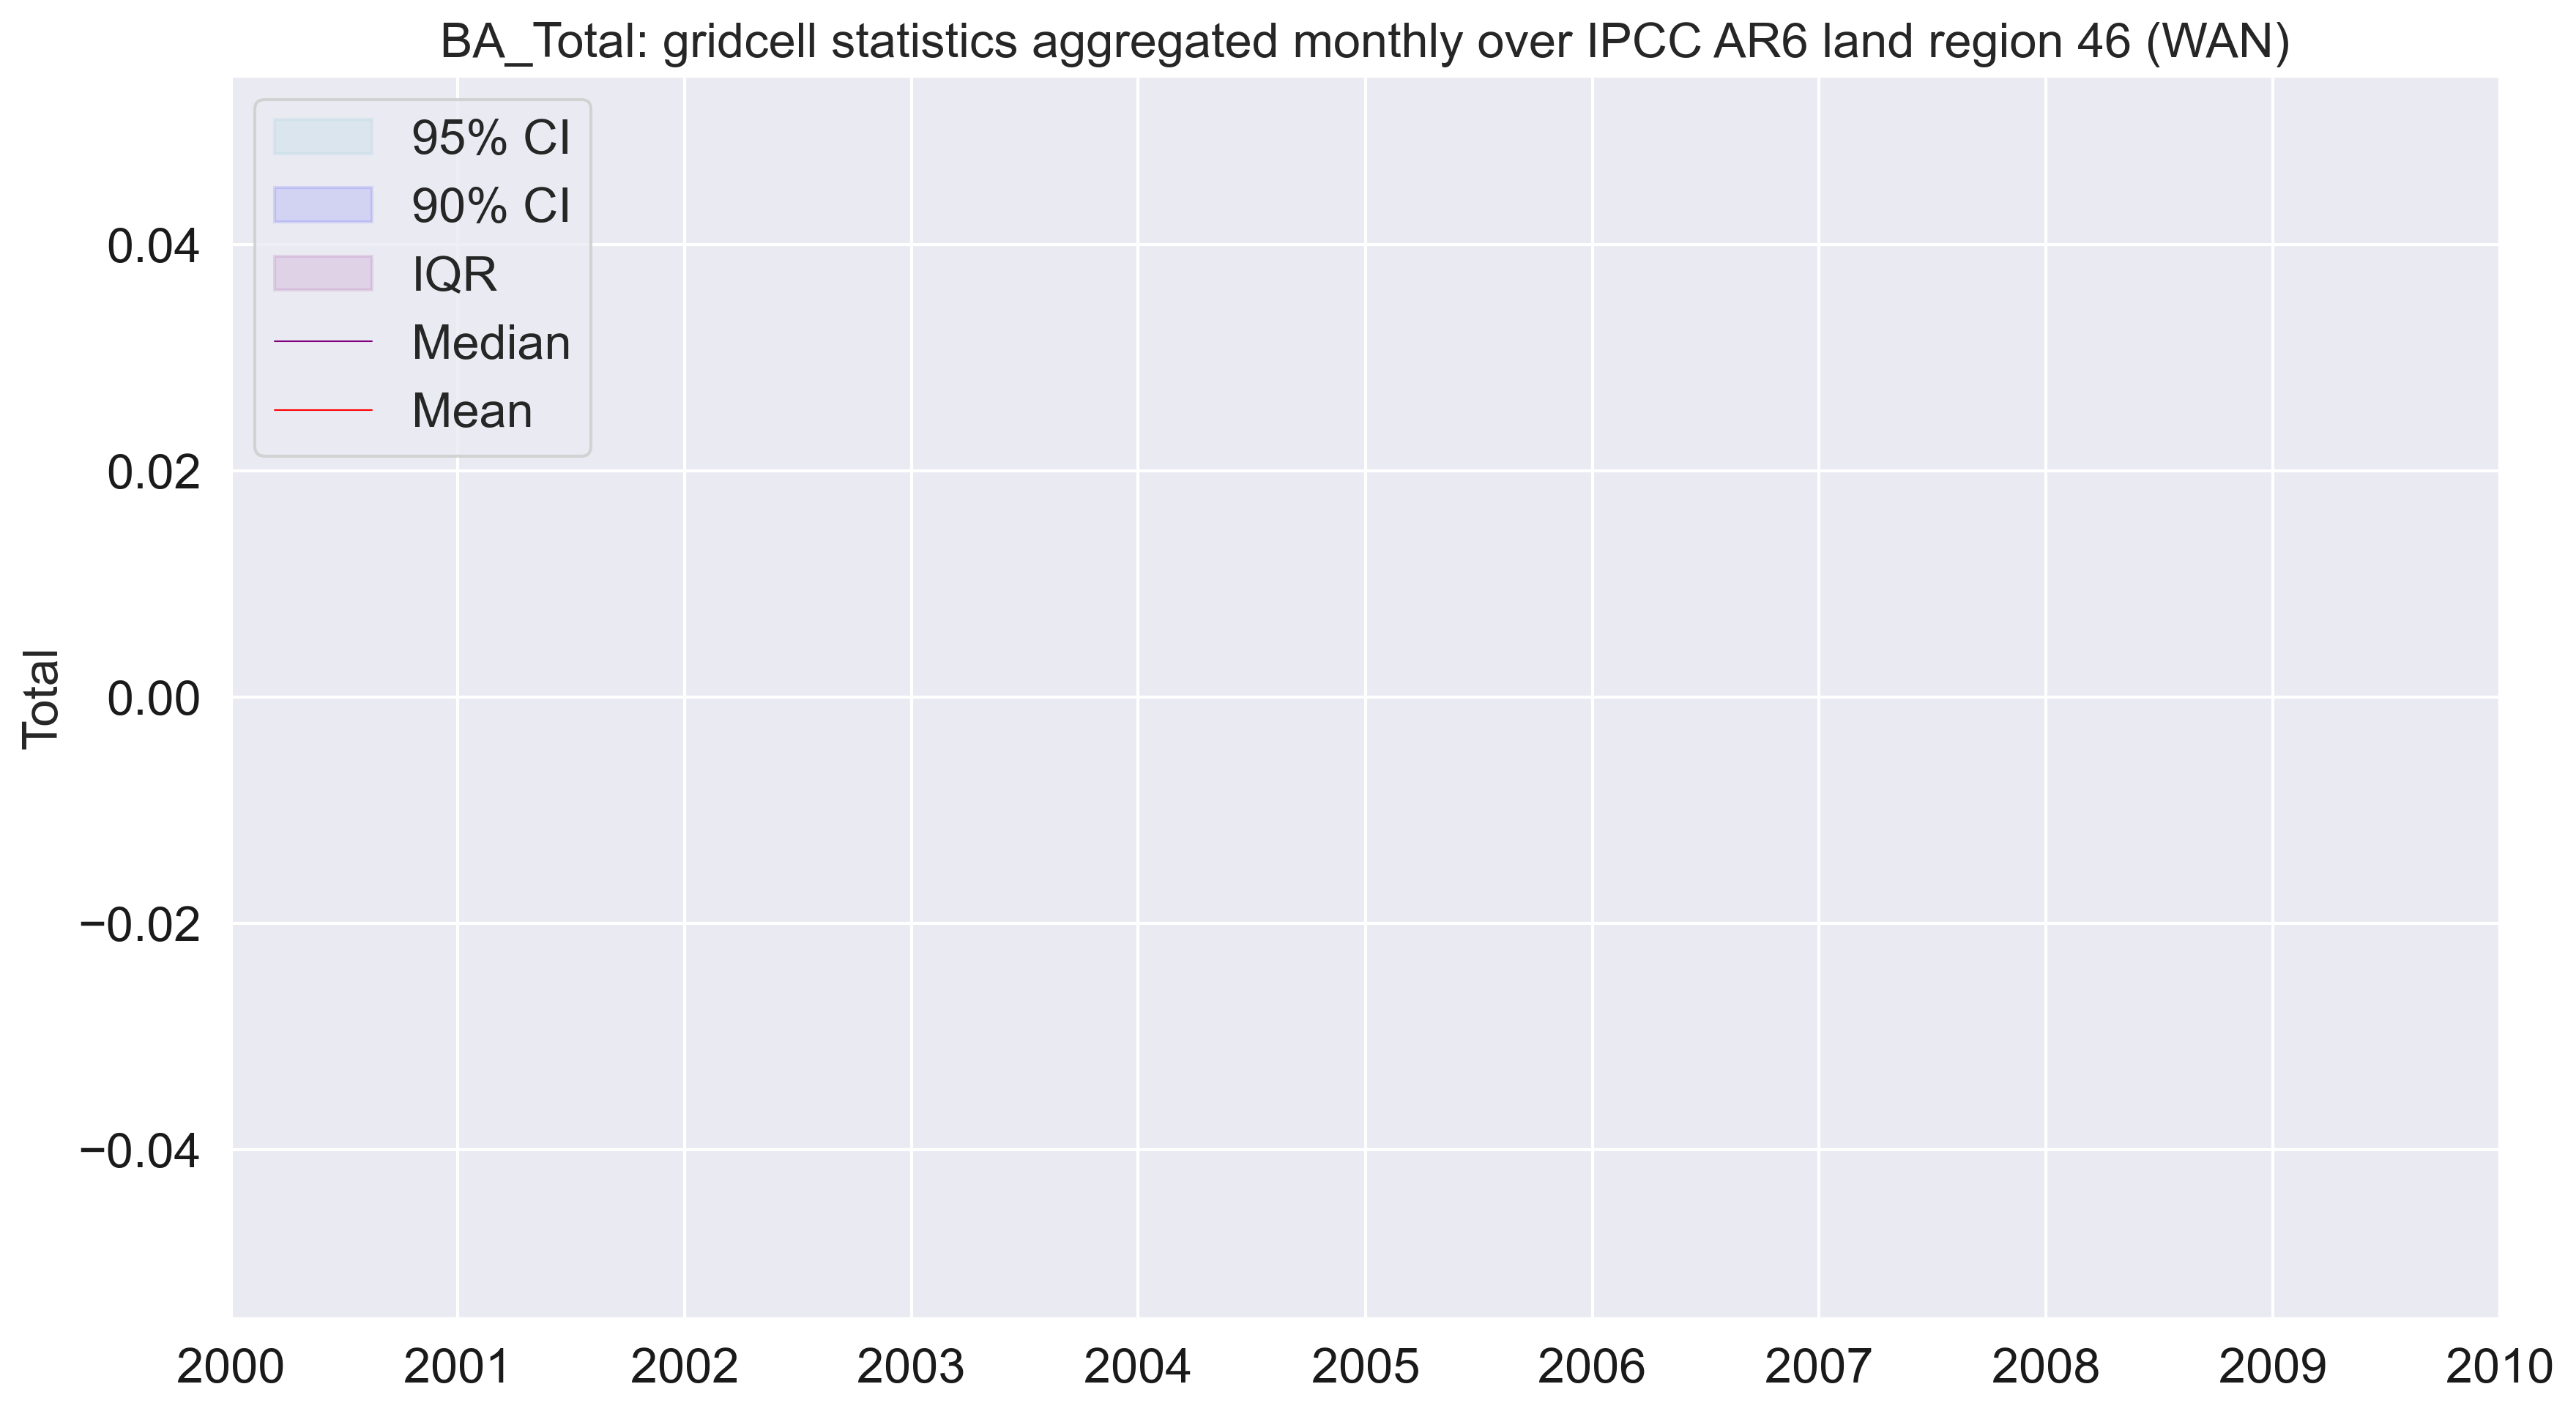 BA_Total: gridcell statistics aggregated monthly over IPCC AR6 land region 46 (WAN)
95% CI
90% CI
IQR
Median
Mean
0.04
0.02
0.00
−0.02
−0.04
Total
2000 2001 2002 2003 2004 2005 2006 2007 2008 2009 2010